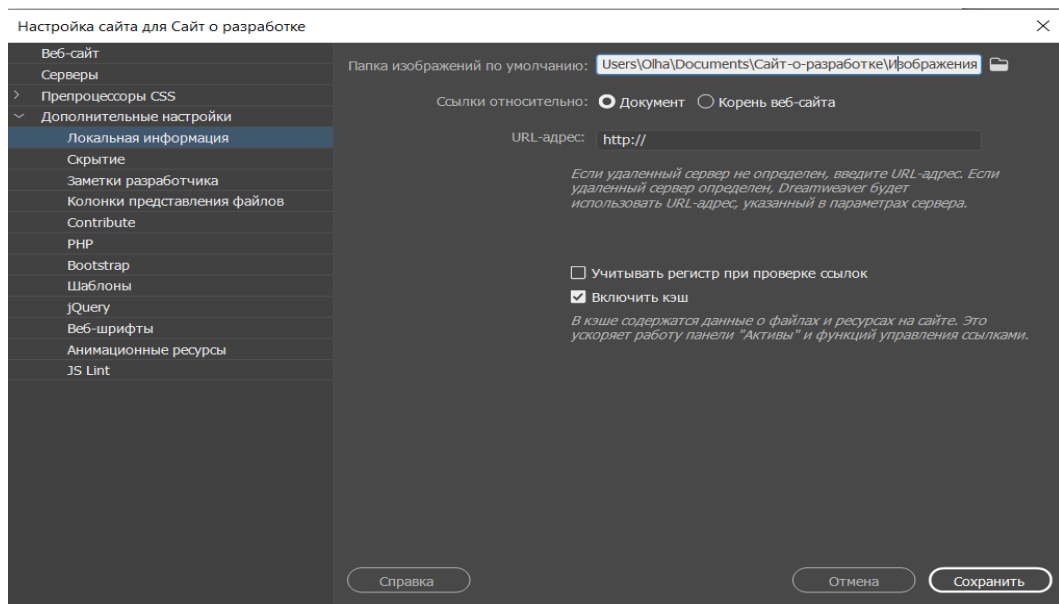 Настройка сайта для Сайт о разработке
Веб-сайт
Серверы
Препроцессоры CSS
Дополнительные настройки
Локальная информация
Скрытие
Заметки разработчика
Колонки представления файлов
Contribute
PHP
Bootstrap
Шаблоны
jQuery
Веб-шрифты
Анимационные ресурсы
JS Lint
Папка изображений по умолчанию: Users\Olha\Documents\Сайт-о-разработке\Изображения
Ссылки относительно: Документ Корень веб-сайта
URL-адрес: http://
Если удаленный сервер не определен, введите URL-адрес. Если
удаленный сервер определен, Dreamweaver будет
использовать URL-адрес, указанный в параметрах сервера.
Учитывать регистр при проверке ссылок
Включить кэш
В кэше содержатся данные о файлах и ресурсах на сайте. Это
ускоряет работу панели "Активы" и функций управления ссылками.
Справка Отмена Сохранить